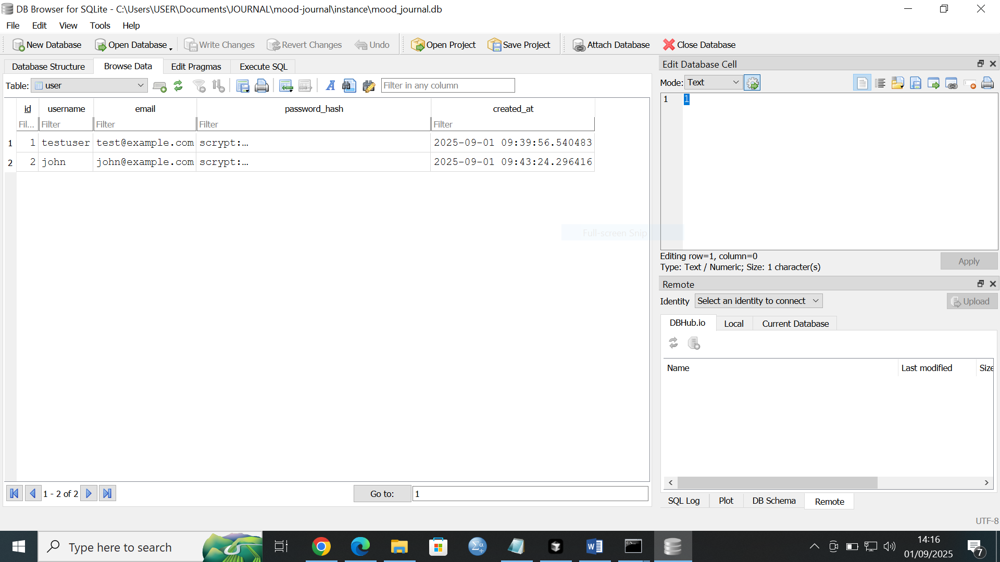 DB Browser for SQLite - C:\Users\USER\Documents\JOURNAL\mood-journal\instance\mood_journal.db
File Edit View Tools Help
New Database Open Database Write Changes Revert Changes Undo Open Project Save Project Attach Database Close Database
Database Structure Browse Data Edit Pragmas Execute SQL
Table: user Filter in any column
id username email password_hash created_at
Fil... Filter Filter Filter Filter
1 1 testuser test@example.com scrypt:… 2025-09-01 09:39:56.540483
2 2 john john@example.com scrypt:… 2025-09-01 09:43:24.296416
Full-screen Snip
1 - 2 of 2 Go to: 1
Edit Database Cell
Mode: Text
1 1
Editing row=1, column=0
Type: Text / Numeric; Size: 1 character(s)
Apply
Remote
Identity Select an identity to connect Upload
DBHub.io Local Current Database
Name Last modified Size
SQL Log Plot DB Schema Remote
UTF-8
Type here to search
14:16
01/09/2025
7